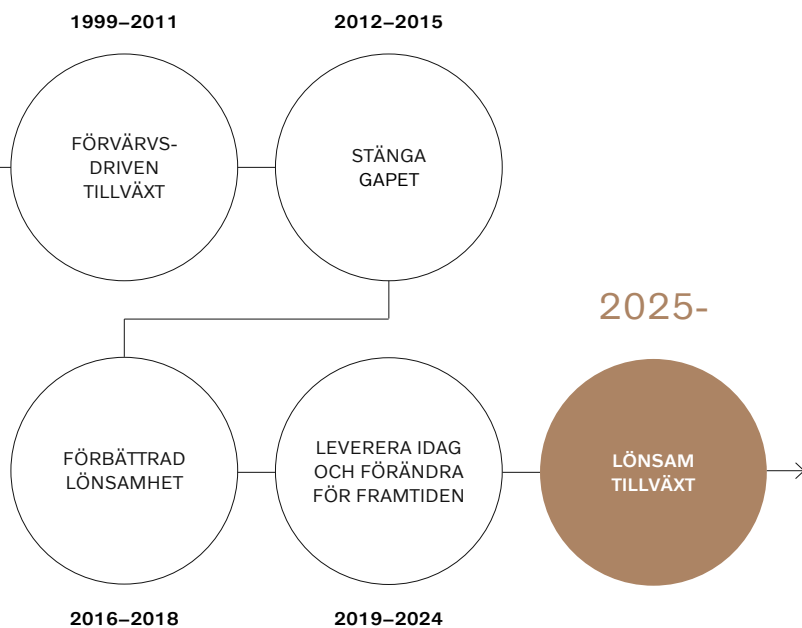 1999–2011
FÖRVÄRVS-
DRIVEN
TILLVÄXT
2012–2015
STÄNGA
GAPET
FÖRBÄTTRAD
LÖNSAMHET
2016–2018
LEVERERA IDAG
OCH FÖRÄNDRA
FÖR FRAMTIDEN
2019–2024
2025-
LÖNSAM
TILLVÄXT